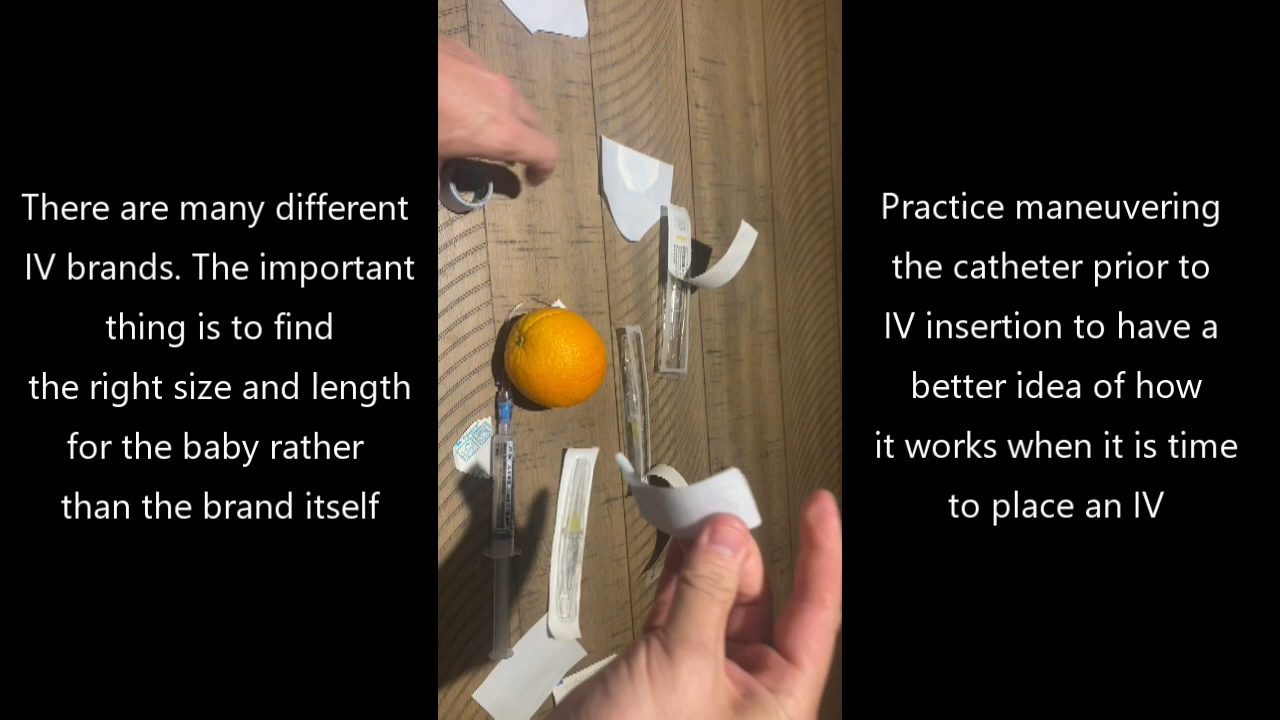 There are many different
IV brands. The important
thing is to find
the right size and length
for the baby rather
than the brand itself
Practice maneuvering
the catheter prior to
IV insertion to have a
better idea of how
it works when it is time
to place an IV